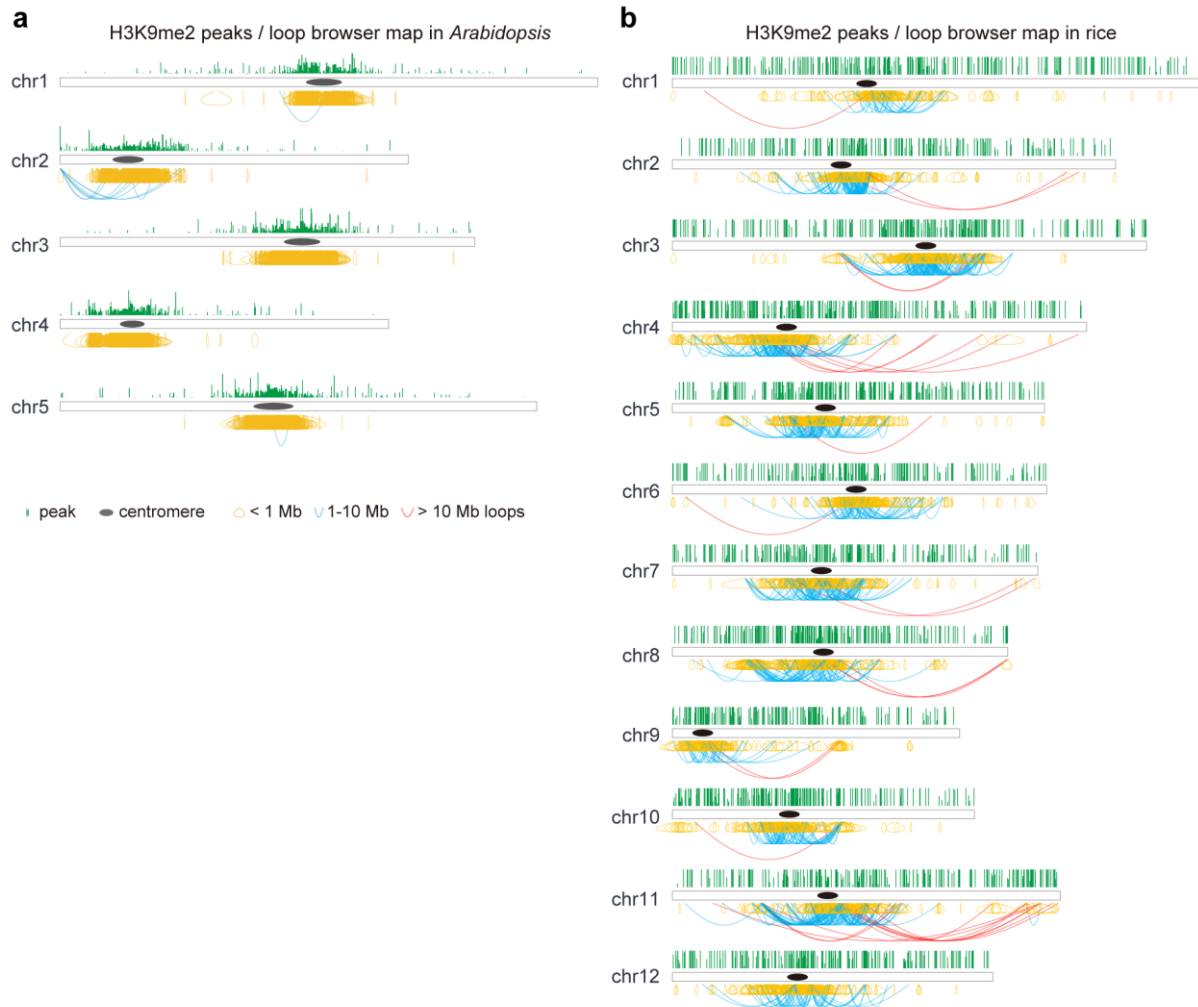 a
H3K9me2 peaks / loop browser map in Arabidopsis
chr1
chr2
chr3
chr4
chr5
peak
centromere
< 1 Mb
1-10 Mb
> 10 Mb loops
b
H3K9me2 peaks / loop browser map in rice
chr1
chr2
chr3
chr4
chr5
chr6
chr7
chr8
chr9
chr10
chr11
chr12